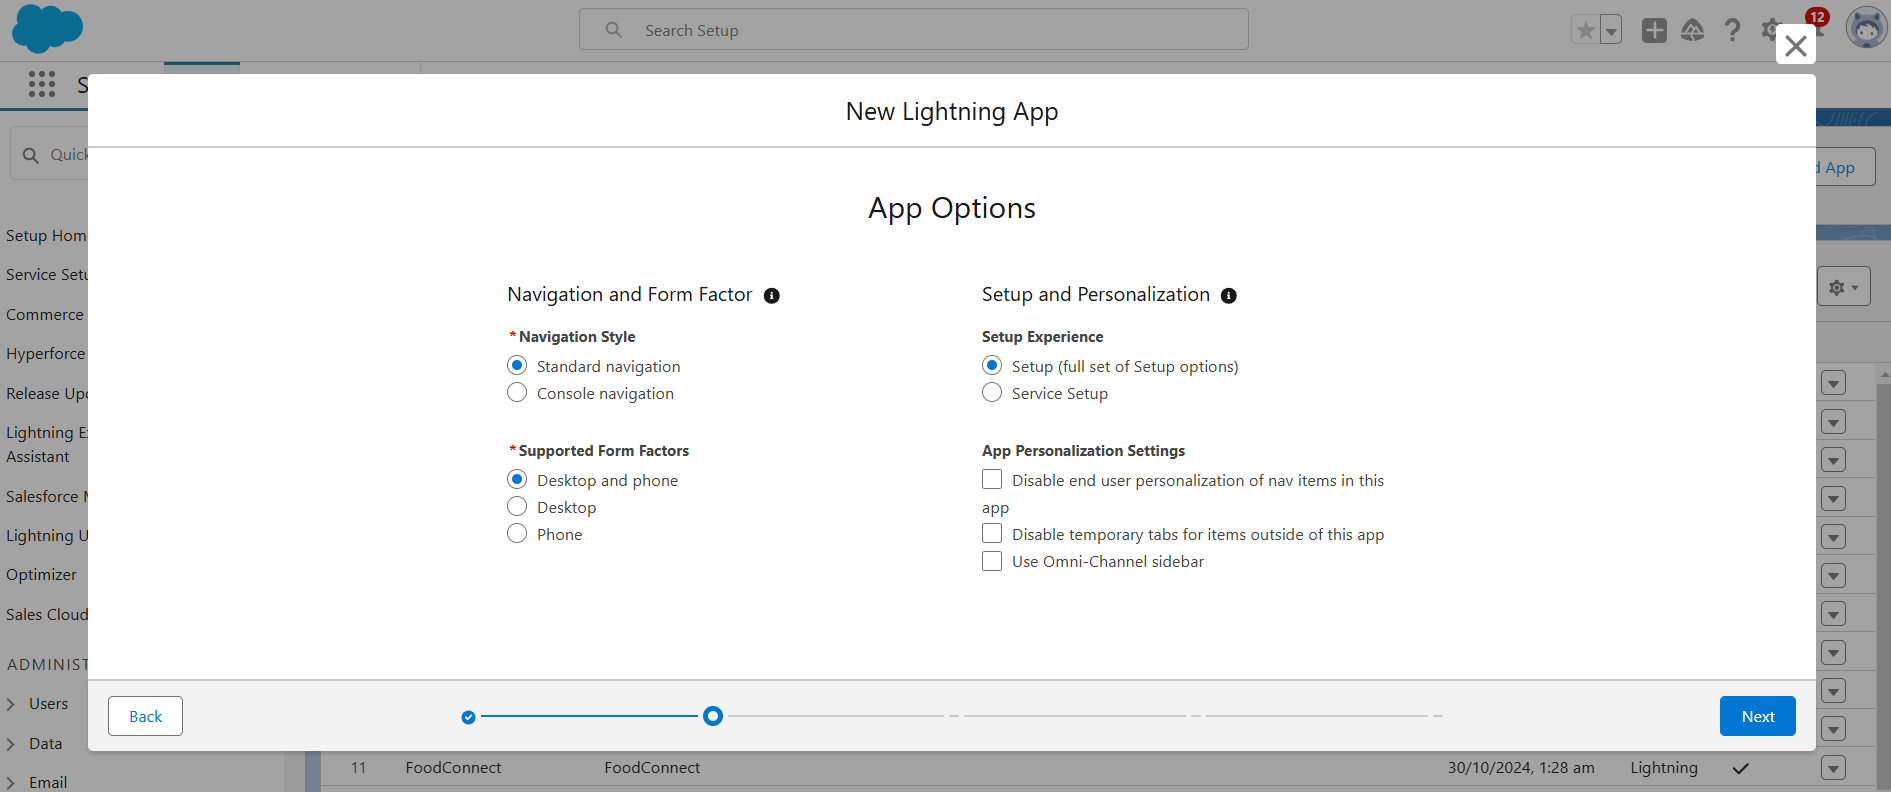 Search Setup
12
S
New Lightning App
Quick
d App
App Options
Setup Hom
Service Setu
Commerce
Hyperforce
Release Upd
Lightning Ex
Assistant
Salesforce M
Lightning U
Optimizer
Sales Cloud
ADMINIST
Users
Data
Email
Navigation and Form Factor
*Navigation Style
Standard navigation
Console navigation
*Supported Form Factors
Desktop and phone
Desktop
Phone
Setup and Personalization
Setup Experience
Setup (full set of Setup options)
Service Setup
App Personalization Settings
Disable end user personalization of nav items in this
app
Disable temporary tabs for items outside of this app
Use Omni-Channel sidebar
Back
Next
11 FoodConnect FoodConnect 30/10/2024, 1:28 am Lightning